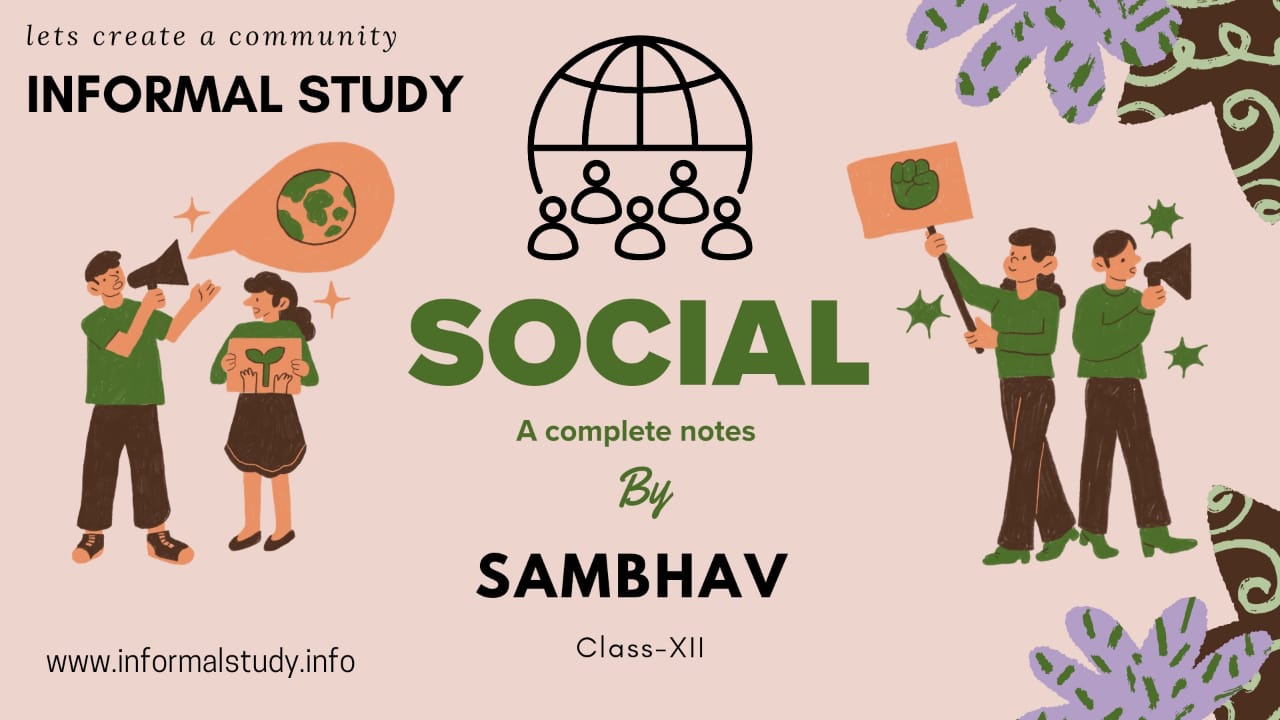 lets create a community
INFORMAL STUDY
SOCIAL
A complete notes
By
SAMBHAV
Class-XII
www.informalstudy.info